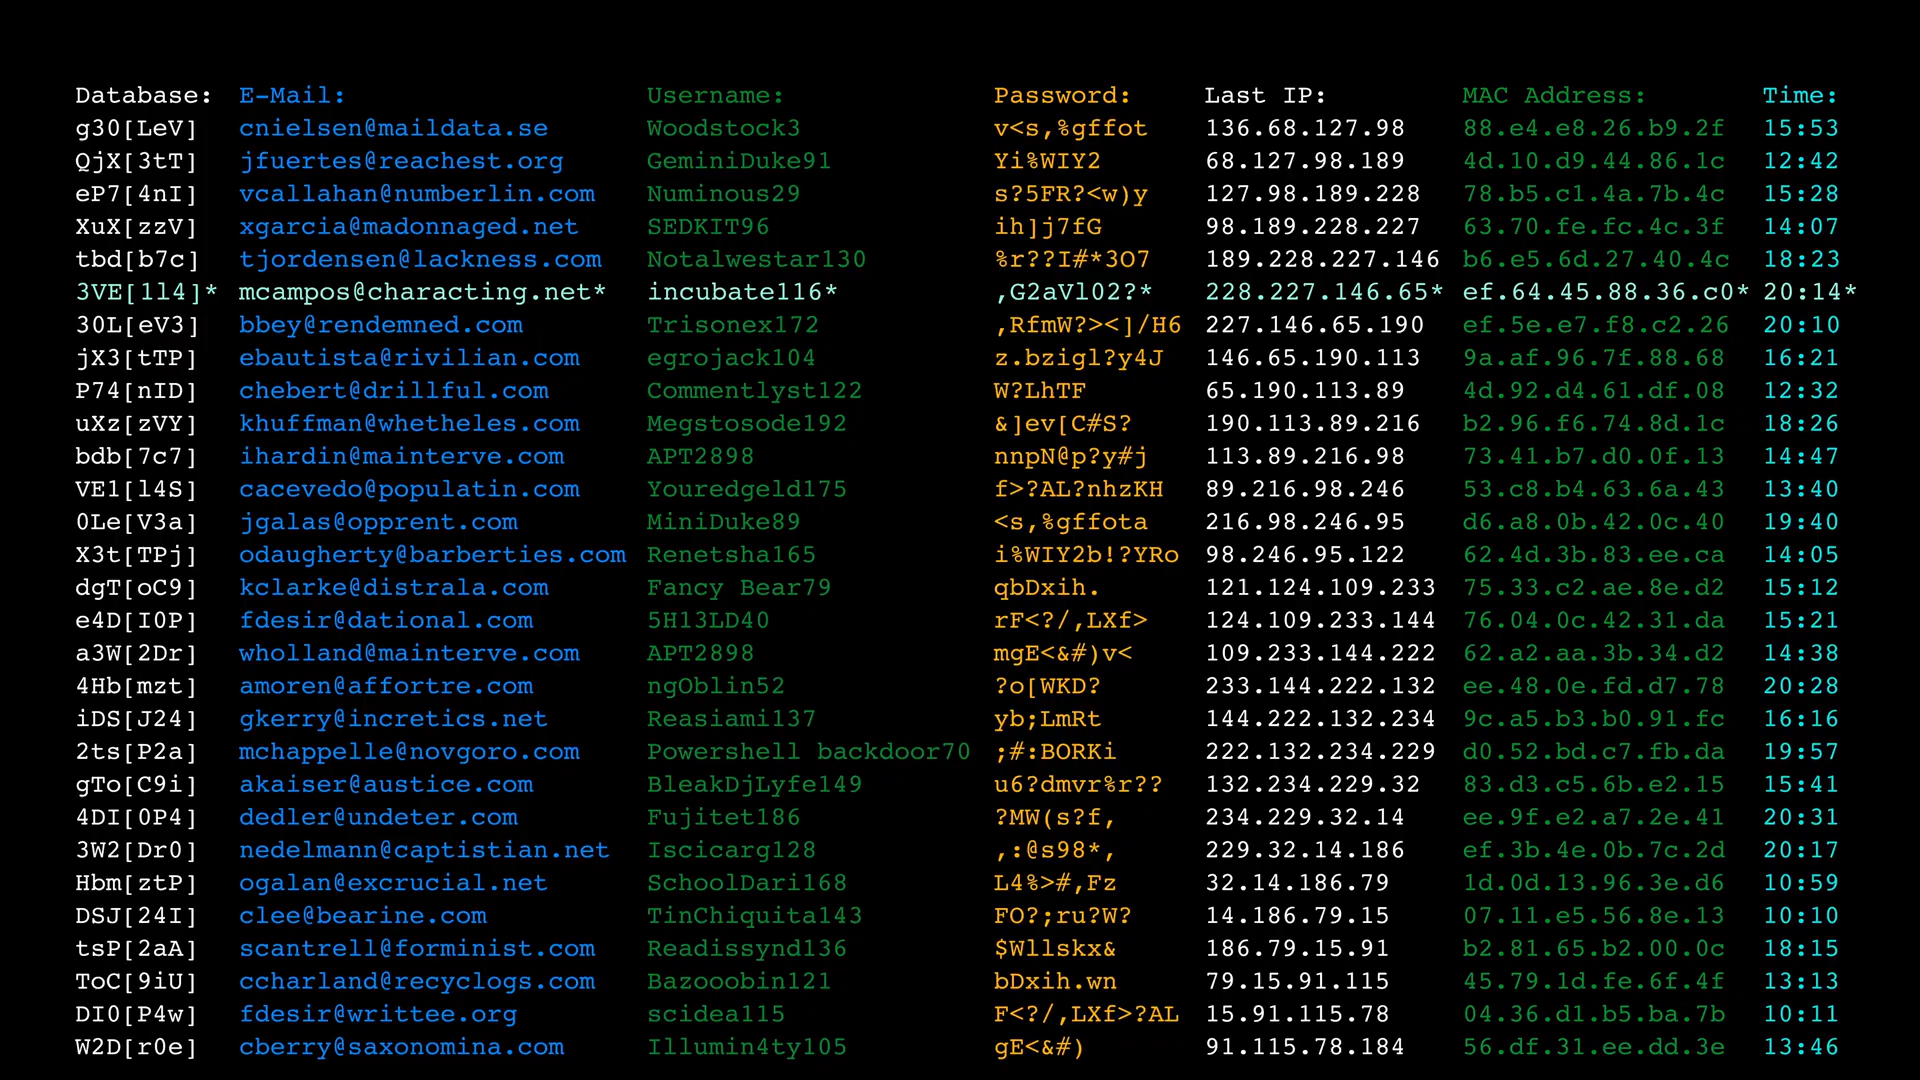 Database: E-Mail: Username: Password: Last IP: MAC Address: Time:
g30[LeV] cnielsen@maildata.se Woodstock3 v<s,%gffot 136.68.127.98 88.e4.e8.26.b9.2f 15:53
QjX[3tT] jfuertes@reachest.org GeminiDuke91 Yi%WIY2 68.127.98.189 4d.10.d9.44.86.1c 12:42
eP7[4nI] vcallahan@numberlin.com Numinous29 s?5FR?<w)y 127.98.189.228 78.b5.c1.4a.7b.4c 15:28
XuX[zzV] xgarcia@madonnaged.net SEDKIT96 ih]j7fG 98.189.228.227 63.70.fe.fc.4c.3f 14:07
tbd[b7c] tjordensen@lackness.com Notalwestar130 %r??I#*3O7 189.228.227.146 b6.e5.6d.27.40.4c 18:23
3VE[1l4]* mcampos@characting.net* incubate116* ,G2aVl02?* 228.227.146.65* ef.64.45.88.36.c0* 20:14*
30L[eV3] bbey@rendemned.com Trisonex172 ,RfmW?><]/H6 227.146.65.190 ef.5e.e7.f8.c2.26 20:10
jX3[tTP] ebautista@rivilian.com egrojack104 z.bzigl?y4J 146.65.190.113 9a.af.96.7f.88.68 16:21
P74[nID] chebert@drillful.com Commentlyst122 W?LhTF 65.190.113.89 4d.92.d4.61.df.08 12:32
uXz[zVY] khuffman@whetheles.com Megstosode192 &]ev[C#S? 190.113.89.216 b2.96.f6.74.8d.1c 18:26
bdb[7c7] ihardin@mainterve.com APT2898 nnpN@p?y#j 113.89.216.98 73.41.b7.d0.0f.13 14:47
VE1[l4S] cacevedo@populatin.com Youredgeld175 f>?AL?nhzKH 89.216.98.246 53.c8.b4.63.6a.43 13:40
0Le[V3a] jgalas@opprent.com MiniDuke89 <s,%gffota 216.98.246.95 d6.a8.0b.42.0c.40 19:40
X3t[TPj] odaugherty@barberties.com Renetsha165 i%WIY2b!?YRo 98.246.95.122 62.4d.3b.83.ee.ca 14:05
dgT[oC9] kclarke@distrala.com Fancy Bear79 qbDxih. 121.124.109.233 75.33.c2.ae.8e.d2 15:12
e4D[I0P] fdesir@dational.com 5H13LD40 rF<?/,LXf> 124.109.233.144 76.04.0c.42.31.da 15:21
a3W[2Dr] wholland@mainterve.com APT2898 mgE<&#)v< 109.233.144.222 62.a2.aa.3b.34.d2 14:38
4Hb[mzt] amoren@affortre.com ngOblin52 ?o[WKD? 233.144.222.132 ee.48.0e.fd.d7.78 20:28
iDS[J24] gkerry@incretics.net Reasiami137 yb;LmRt 144.222.132.234 9c.a5.b3.b0.91.fc 16:16
2ts[P2a] mchappelle@novgoro.com Powershell backdoor70 ;#:BORKi 222.132.234.229 d0.52.bd.c7.fb.da 19:57
gTo[C9i] akaiser@austice.com BleakDjLyfe149 u6?dmvr%r?? 132.234.229.32 83.d3.c5.6b.e2.15 15:41
4DI[0P4] dedler@undeter.com Fujitet186 ?MW(s?f, 234.229.32.14 ee.9f.e2.a7.2e.41 20:31
3W2[Dr0] nedelmann@captistian.net Iscicarg128 ,:@s98*, 229.32.14.186 ef.3b.4e.0b.7c.2d 20:17
Hbm[ztP] ogalan@excrucial.net SchoolDari168 L4%>#,Fz 32.14.186.79 1d.0d.13.96.3e.d6 10:59
DSJ[24I] clee@bearine.com TinChiquita143 FO?;ru?W? 14.186.79.15 07.11.e5.56.8e.13 10:10
tsP[2aA] scantrell@forminist.com Readissynd136 $Wllskx& 186.79.15.91 b2.81.65.b2.00.0c 18:15
ToC[9iU] ccharland@recyclogs.com Bazooobin121 bDxih.wn 79.15.91.115 45.79.1d.fe.6f.4f 13:13
DI0[P4w] fdesir@writtee.org scidea115 F<?/,LXf>?AL 15.91.115.78 04.36.d1.b5.ba.7b 10:11
W2D[r0e] cberry@saxonomina.com Illumin4ty105 gE<&#) 91.115.78.184 56.df.31.ee.dd.3e 13:46